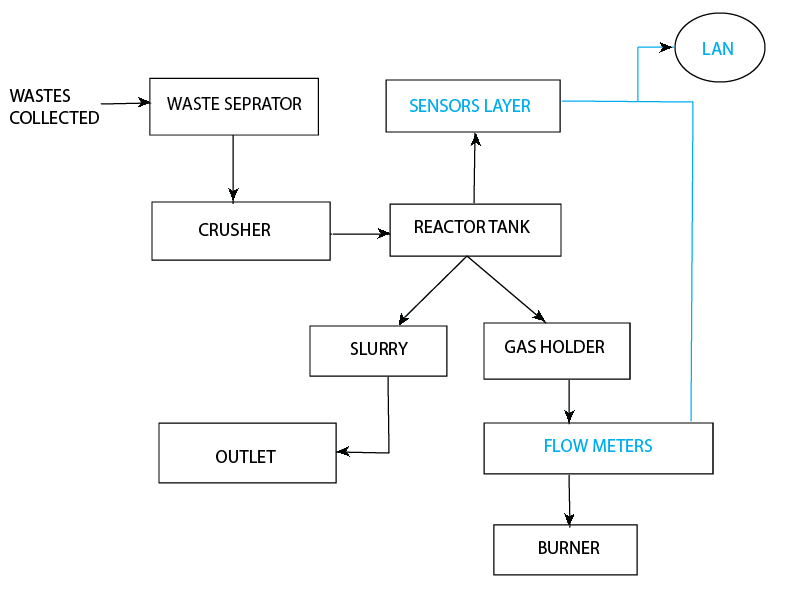 LAN
WASTES
COLLECTED
WASTE SEPRATOR
SENSORS LAYER
CRUSHER
REACTOR TANK
SLURRY
GAS HOLDER
OUTLET
FLOW METERS
BURNER